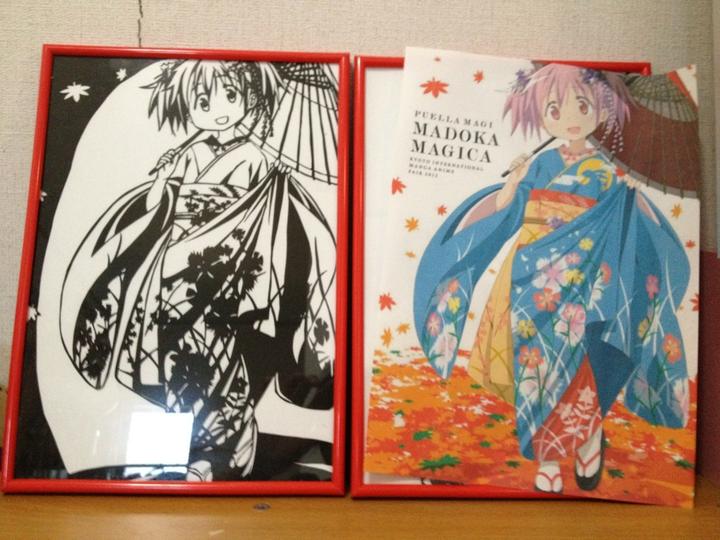 PUELLA MAGI
MADOKA
MAGICA
KYOTO INTERNATIONAL
MANGA ANIME
FAIR 2012